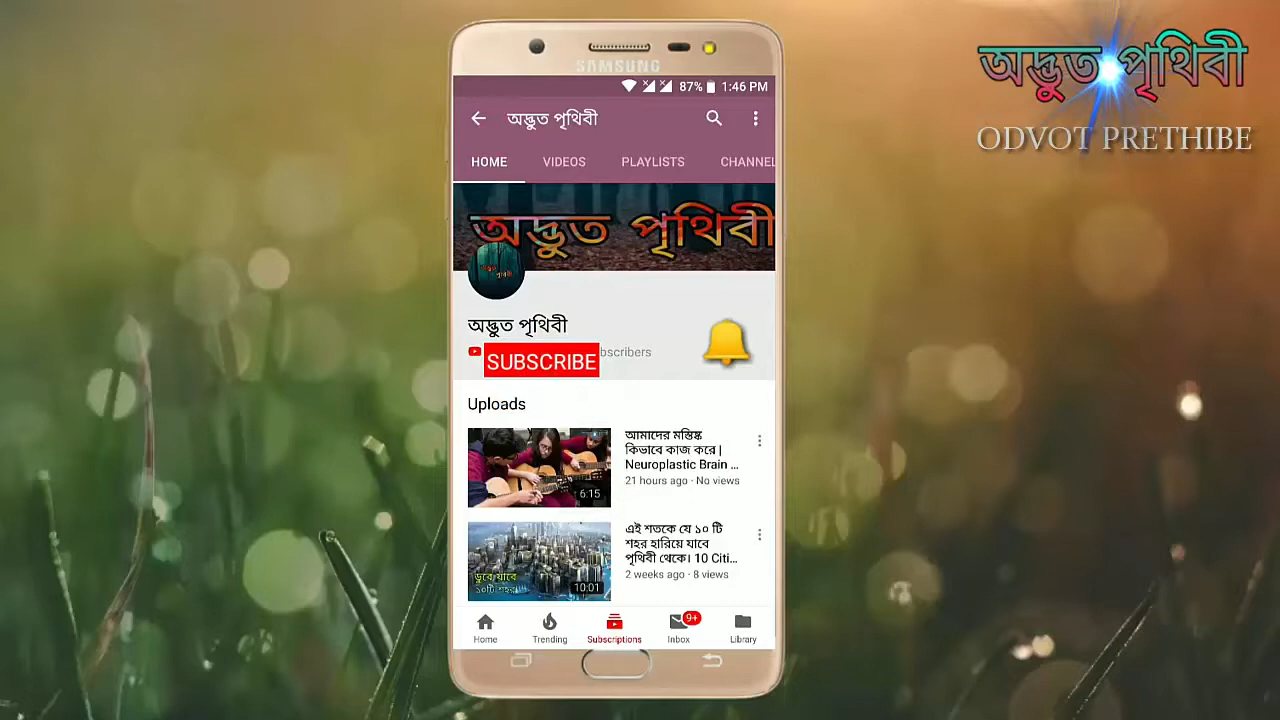 অদ্ভুত পৃথিবী
ODVOT PRETHIBE
SAMSUNG
87% 1:46 PM
অদ্ভুত পৃথিবী
HOME VIDEOS PLAYLISTS CHANNEL
অদ্ভুত পৃথিবী
অদ্ভুত পৃথিবী
SUBSCRIBE bscribers
Uploads
আমাদের মস্তিষ্ক
কিভাবে কাজ করে|
Neuroplastic Brain ...
21 hours ago · No views
6:15
এই শতকে যে ১০ টি
শহর হারিয়ে যাবে
পৃথিবী থেকে। 10 Citi...
2 weeks ago · 8 views
ডুবে যাবে
১০টি শহর!
10:01
9+
Home Trending Subscriptions Inbox Library